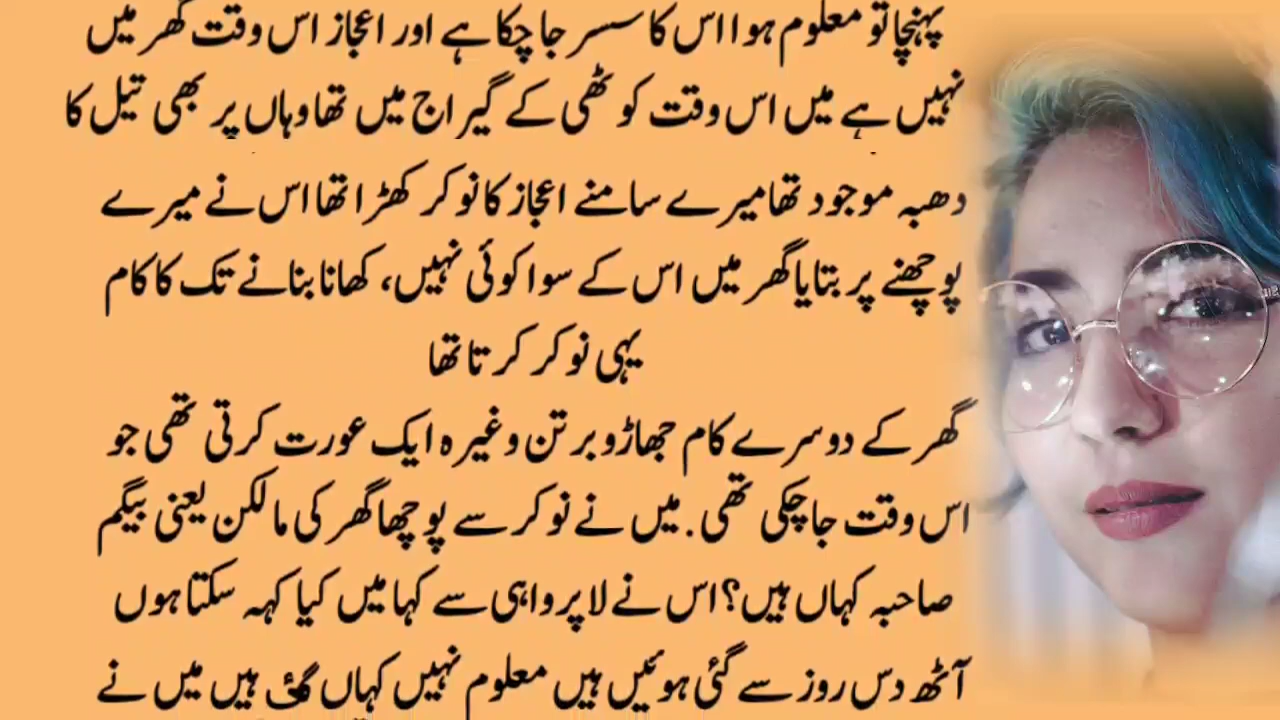 پہنچا تو معلوم ہوا اس کا سسر جا چکا ہے اور اعجاز اس وقت گھر میں
نہیں ہے میں اس وقت کوٹھی کے گیراج میں تھا وہاں پر بھی تیل کا
دھبہ موجود تھا میرے سامنے اعجاز کا نوکر کھڑا تھا اس نے میرے
پوچھنے پر بتایا گھر میں اس کے سوا کوئی نہیں، کھانا بنانے تک کا کام
یہی نوکر کرتا تھا
گھر کے دوسرے کام جھاڑو برتن وغیرہ ایک عورت کرتی تھی جو
اس وقت جا چکی تھی. میں نے نوکر سے پوچھا گھر کی مالکن یعنی بیگم
صاحبہ کہاں ہیں؟ اس نے لاپرواہی سے کہا میں کیا کہہ سکتا ہوں
آٹھ دس روز سے گئی ہوئیں ہیں معلوم نہیں کہاں گئی ہیں میں نے